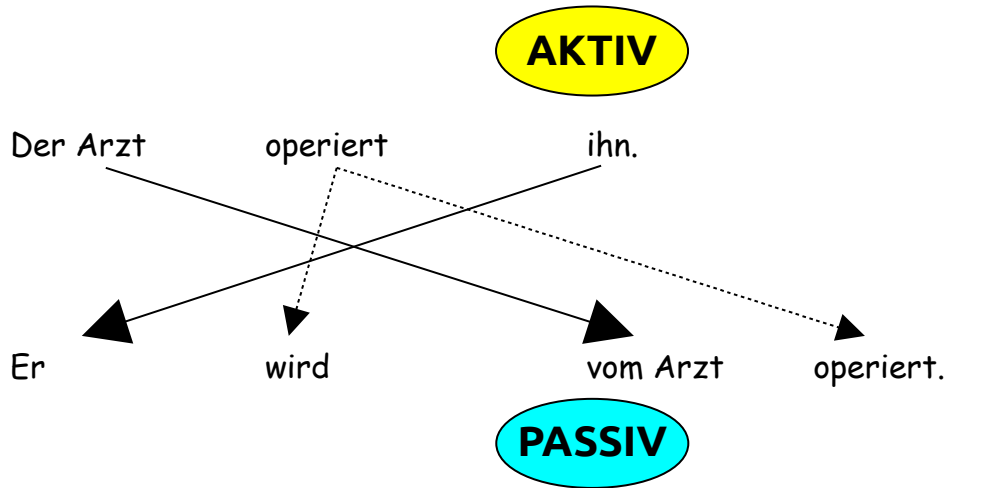 AKTIV
Der Arzt operiert ihn.
Er wird vom Arzt operiert.
PASSIV